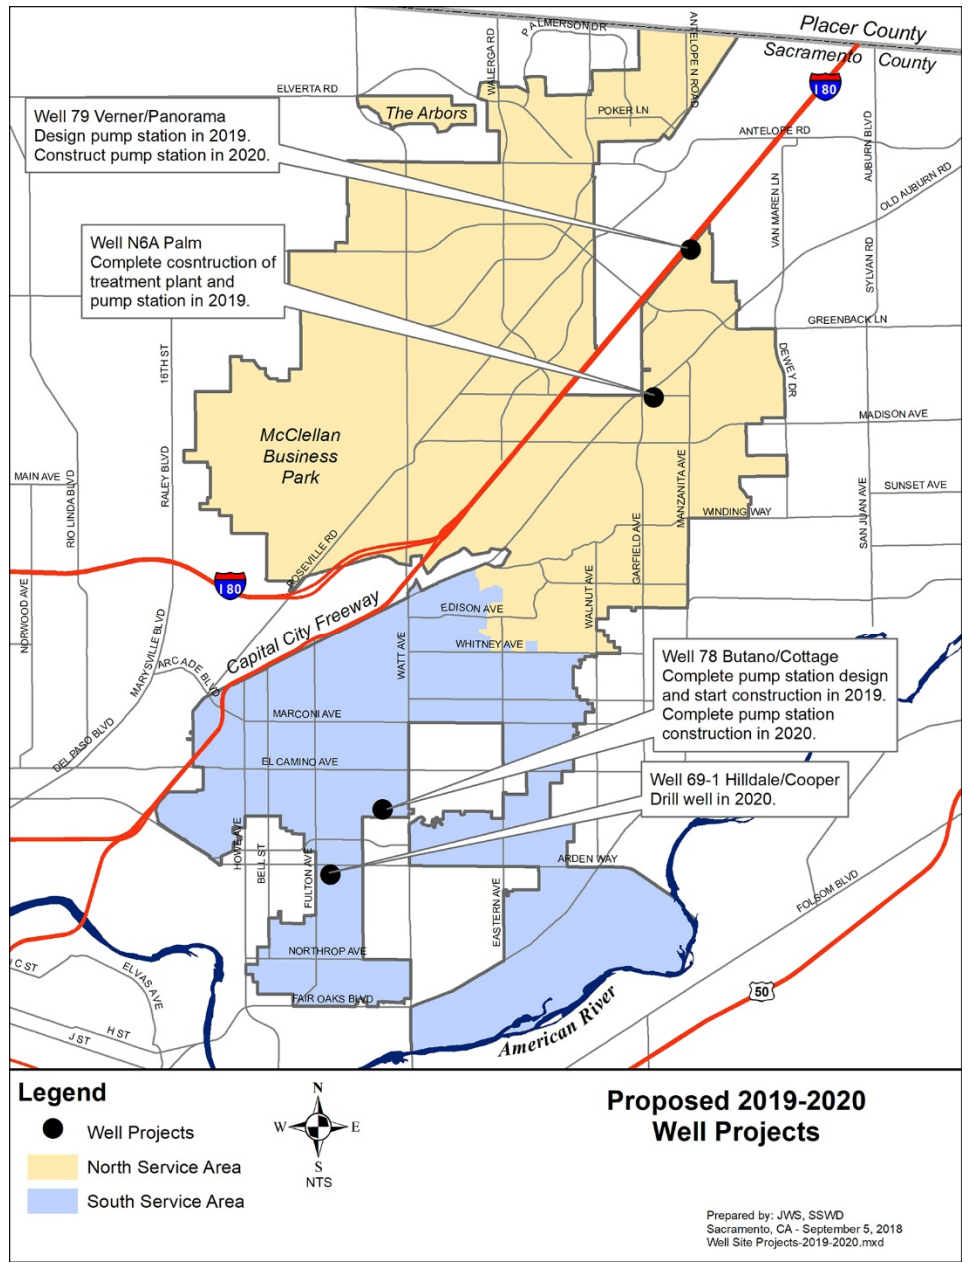 Placer County
Sacramento County
I 80
PALMERSON DR
WALERGA RD
ANTELOPE N ROAD
ELVERTA RD
The Arbors
POKER LN
ANTELOPE RD
AUBURN BLVD
OLD AUBURN RD
VAN MAREN LN
SYLVAN RD
Well 79 Verner/Panorama
Design pump station in 2019.
Construct pump station in 2020.
Well N6A Palm
Complete cosntruction of
treatment plant and
pump station in 2019.
GREENBACK LN
16TH ST
DEWEY DR
MADISON AVE
McClellan
Business
Park
MAIN AVE
RIO LINDA BLVD
RALEY BLVD
MANZANITA AVE
SUNSET AVE
SAN JUAN AVE
WINDING WAY
ROSEVILLE RD
GARFIELD AVE
I 80
NORWOOD AVE
MARYSVILLE BLVD
Capital City Freeway
EDISON AVE
WALNUT AVE
WATT AVE
WHITNEY AVE
ARCADE BLVD
DEL PASO BLVD
Well 78 Butano/Cottage
Complete pump station design
and start construction in 2019.
Complete pump station
construction in 2020.
MARCONI AVE
EL CAMINO AVE
Well 69-1 Hilldale/Cooper
Drill well in 2020.
HOWE AVE
BELL ST
FULTON AVE
ARDEN WAY
EASTERN AVE
FOLSOM BLVD
NORTHROP AVE
C ST
ELVAS AVE
FAIR OAKS BLVD
50
H ST
J ST
American River
Legend
Well Projects
North Service Area
South Service Area
N
W
E
S
NTS
Proposed 2019-2020
Well Projects
Prepared by: JWS, SSWD
Sacramento, CA - September 5, 2018
Well Site Projects-2019-2020.mxd